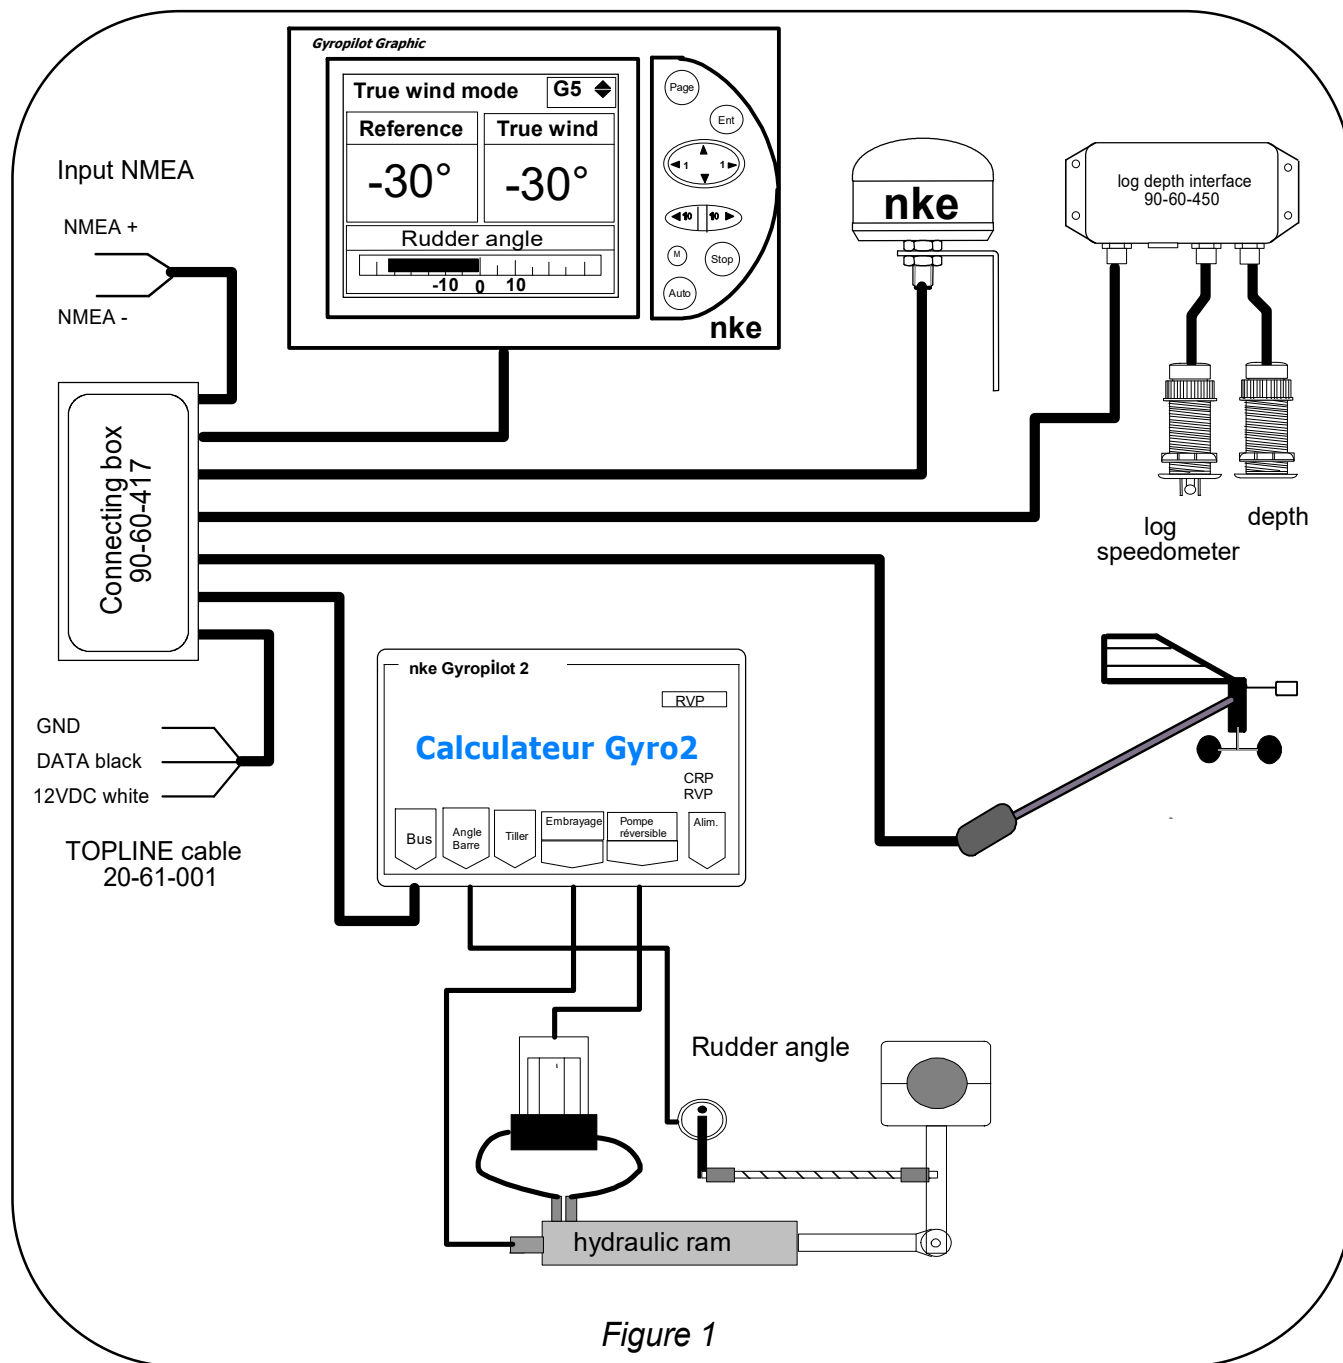 Gyropilot Graphic
True wind mode
G5
Reference
True wind
-30°
-30°
Rudder angle
-10 0 10
Page
Ent
1 1
10 10
M
Stop
Auto
nke
Input NMEA
NMEA +
NMEA -
nke
log depth interface
90-60-450
log
speedometer
depth
Connecting box
90-60-417
GND
DATA black
12VDC white
TOPLINE cable
20-61-001
nke Gyropilot 2
RVP
Calculateur Gyro2
CRP
RVP
Bus
Angle
Barre
Tiller
Embrayage
Pompe
réversible
Alim.
Rudder angle
hydraulic ram
Figure 1